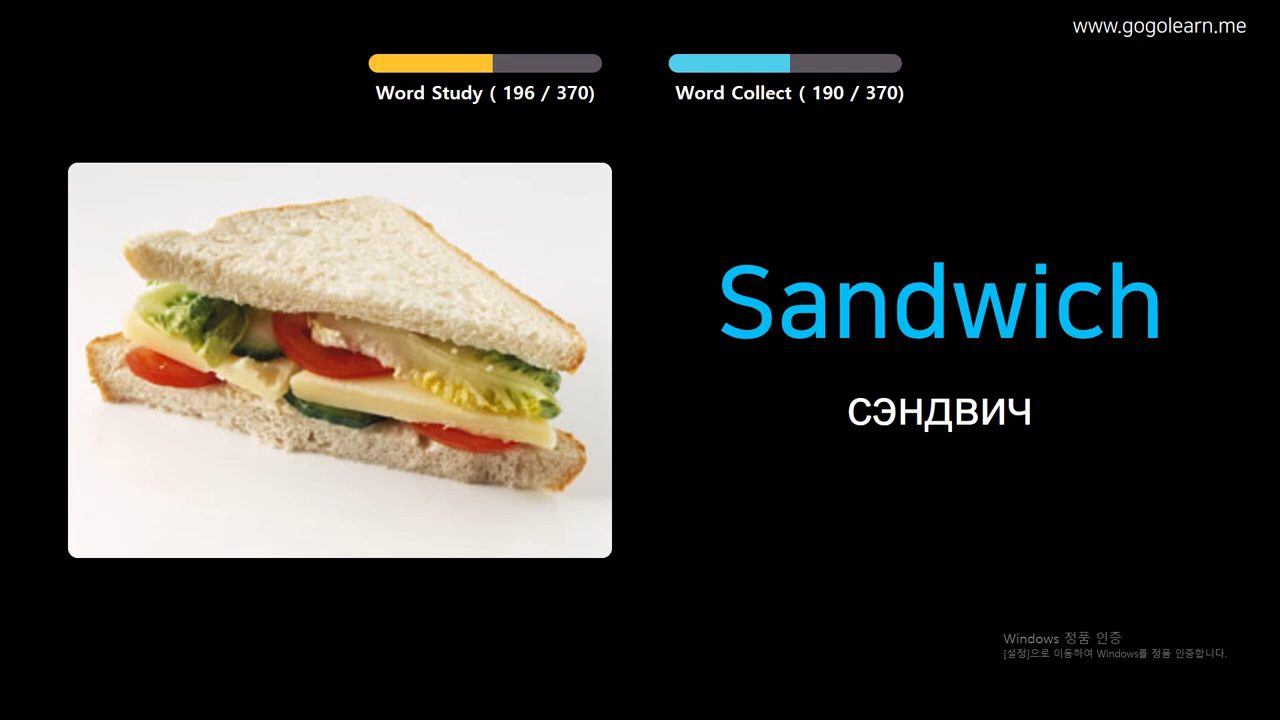 www.gogolearn.me
Word Study ( 196 / 370)
Word Collect ( 190 / 370)
Sandwich
сэндвич
Windows 정품 인증
[설정]으로 이동하여 Windows를 정품 인증합니다.